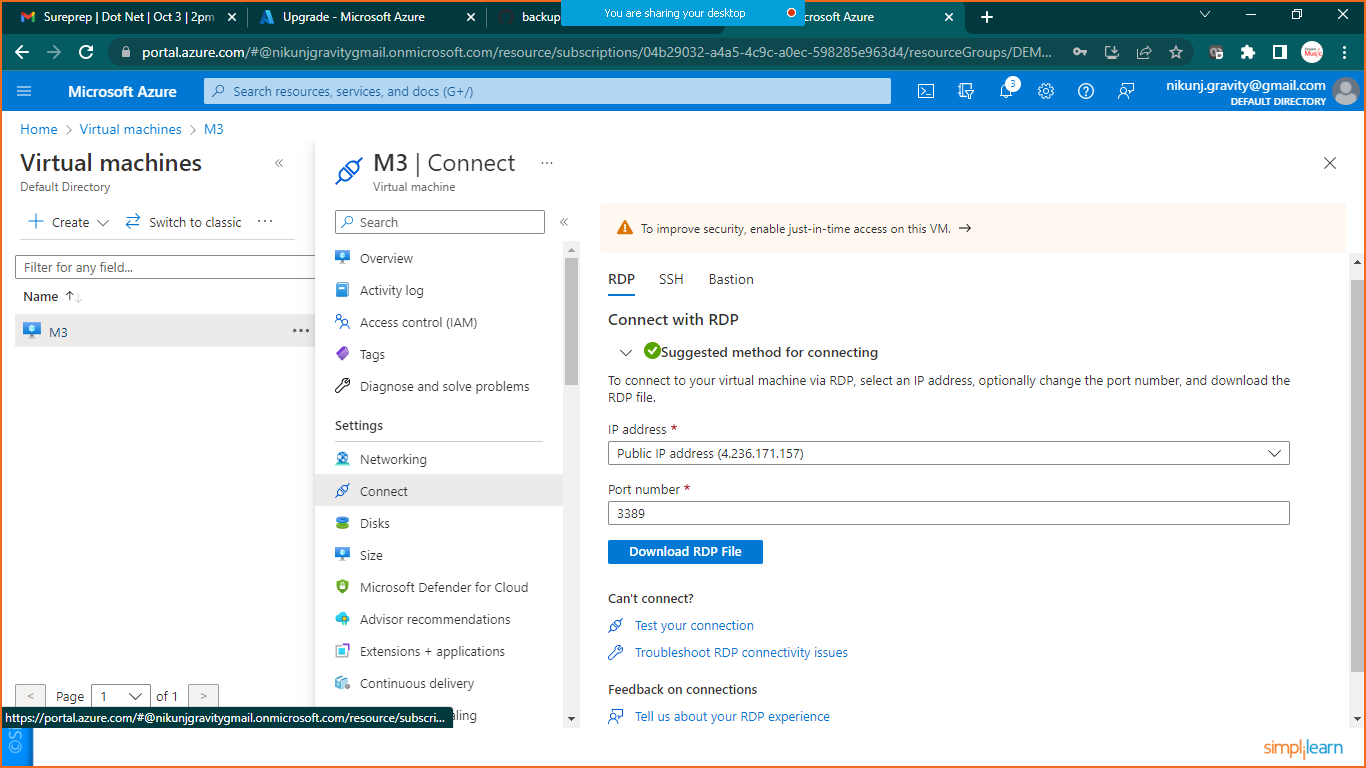 Sureprep | Dot Net | Oct 3 | 2pm
Upgrade - Microsoft Azure
backup
You are sharing your desktop
crosoft Azure
portal.azure.com/#@nikunjgravitygmail.onmicrosoft.com/resource/subscriptions/04b29032-a4a5-4c9c-a0ec-598285e963d4/resourceGroups/DEM...
Microsoft Azure
Search resources, services, and docs (G+/)
3
nikunj.gravity@gmail.com
DEFAULT DIRECTORY
Home > Virtual machines > M3
Virtual machines
«
Default Directory
+ Create
Switch to classic
...
Filter for any field...
Name
M3
...
< Page 1 of 1 >
M3 | Connect
...
Virtual machine
Search
«
Overview
Activity log
Access control (IAM)
Tags
Diagnose and solve problems
Settings
Networking
Connect
Disks
Size
Microsoft Defender for Cloud
Advisor recommendations
Extensions + applications
Continuous delivery
To improve security, enable just-in-time access on this VM. →
RDP SSH Bastion
Connect with RDP
Suggested method for connecting
To connect to your virtual machine via RDP, select an IP address, optionally change the port number, and download the
RDP file.
IP address *
Public IP address (4.236.171.157)
Port number *
3389
Download RDP File
Can't connect?
Test your connection
Troubleshoot RDP connectivity issues
Feedback on connections
Tell us about your RDP experience
https://portal.azure.com/#@nikunjgravitygmail.onmicrosoft.com/resource/subscri...
simplilearn